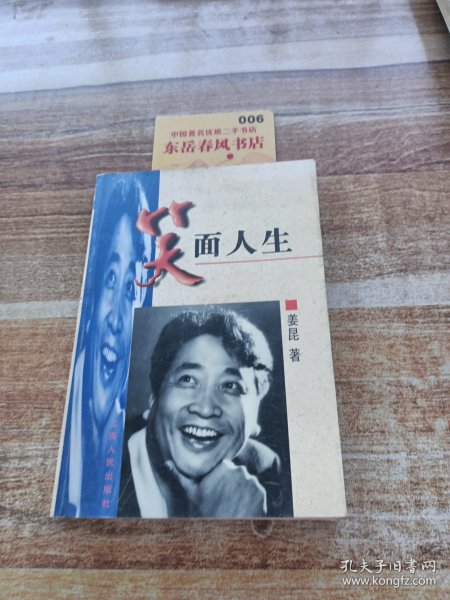 006
中国著名优质二手书店
东岳春风书店
笑面人生
姜昆 著
上海人民出版社
孔夫子旧书网
www.kongfz.com